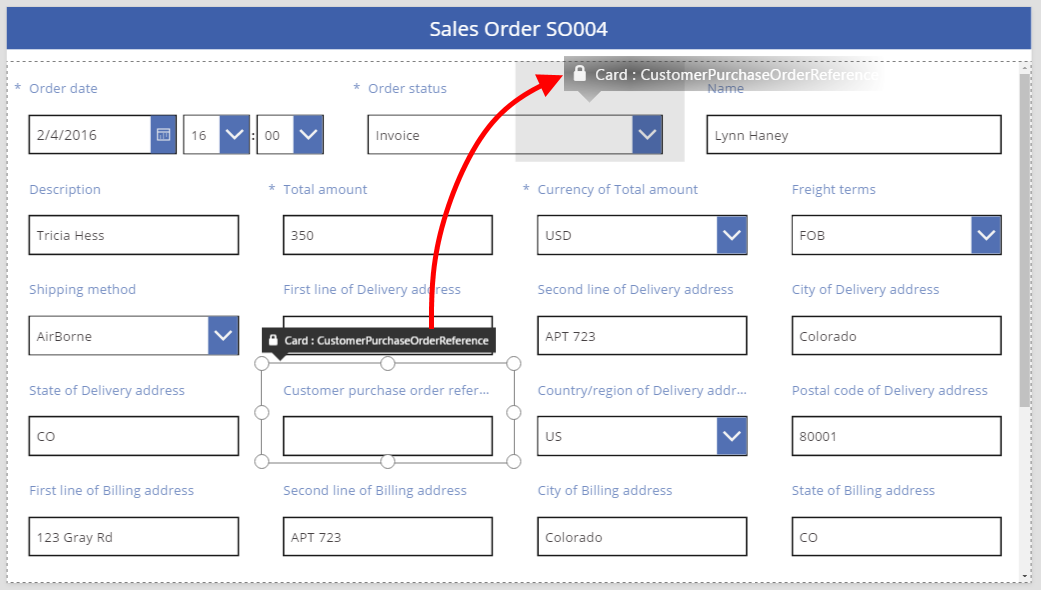 Sales Order SO004
Card : CustomerPurchaseOrderReference
* Order date
* Order status
Name
2/4/2016
16
:
00
Invoice
Lynn Haney
Description
* Total amount
* Currency of Total amount
Freight terms
Tricia Hess
350
USD
FOB
Shipping method
First line of Delivery address
Second line of Delivery address
City of Delivery address
AirBorne
Card : CustomerPurchaseOrderReference
APT 723
Colorado
State of Delivery address
Customer purchase order refer...
Country/region of Delivery addr...
Postal code of Delivery address
CO
US
80001
First line of Billing address
Second line of Billing address
City of Billing address
State of Billing address
123 Gray Rd
APT 723
Colorado
CO